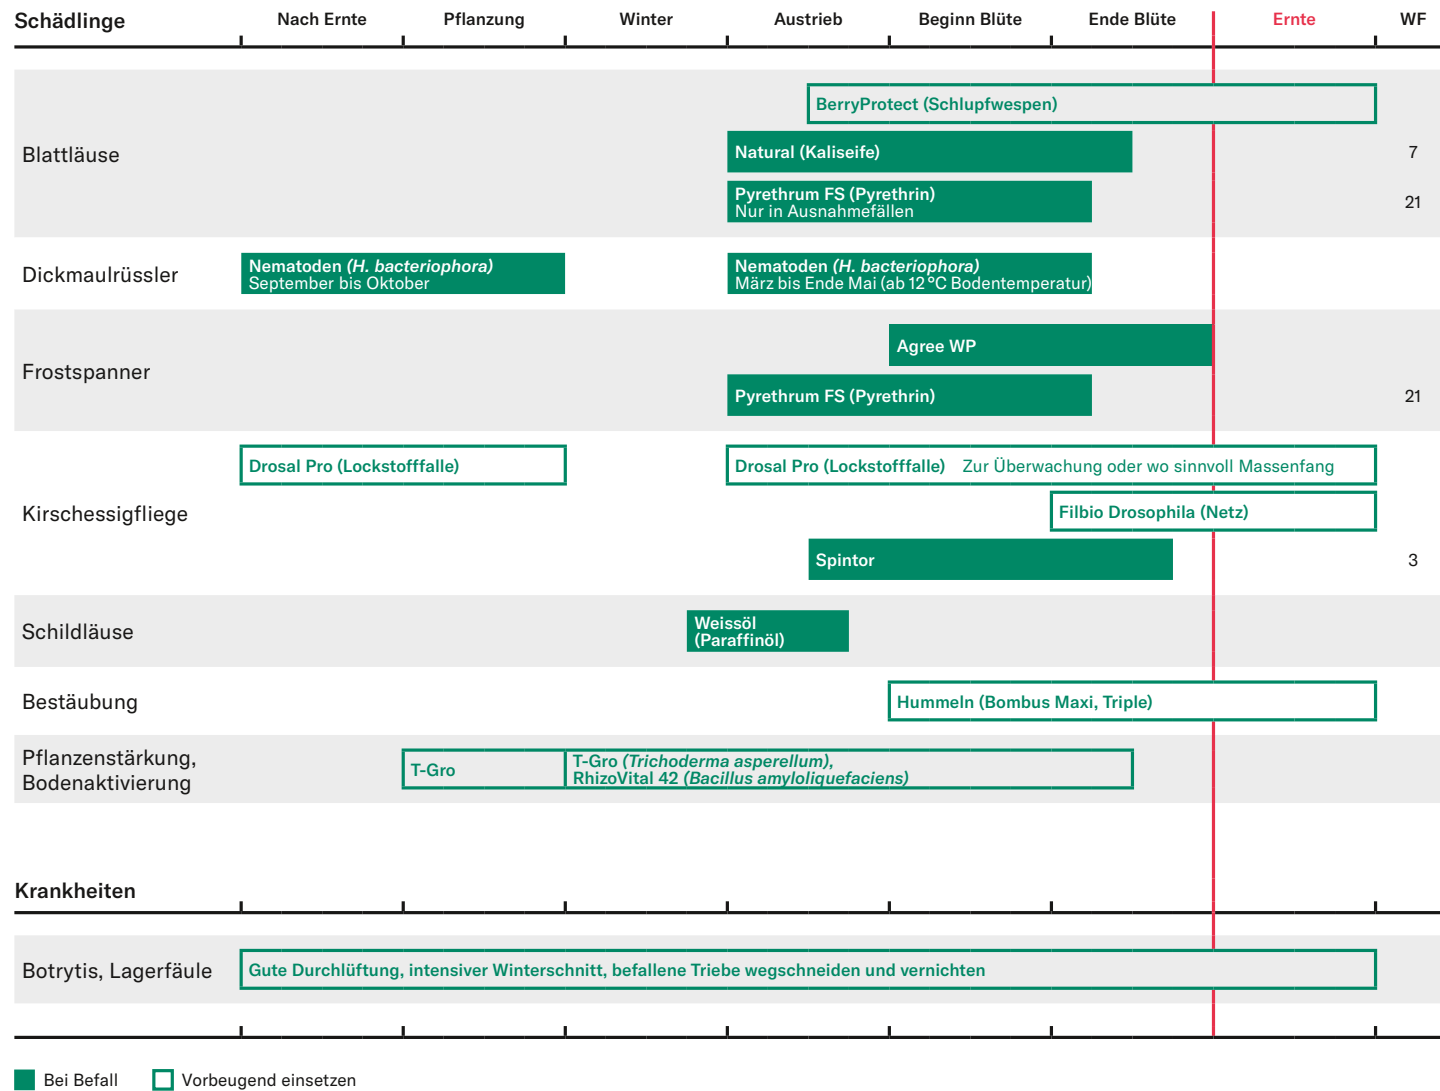 Schädlinge Nach Ernte Pflanzung Winter Austrieb Beginn Blüte Ende Blüte Ernte WF
BerryProtect (Schlupfwespen)
Blattläuse
Natural (Kaliseife) 7
Pyrethrum FS (Pyrethrin)
Nur in Ausnahmefällen
21
Dickmaulrüssler
Nematoden (H. bacteriophora)
September bis Oktober
Nematoden (H. bacteriophora)
März bis Ende Mai (ab 12 °C Bodentemperatur)
Frostspanner
Agree WP
Pyrethrum FS (Pyrethrin) 21
Kirschessigfliege
Drosal Pro (Lockstofffalle)
Drosal Pro (Lockstofffalle) Zur Überwachung oder wo sinnvoll Massenfang
Filbio Drosophila (Netz)
Spintor 3
Schildläuse
Weissöl
(Paraffinöl)
Bestäubung
Hummeln (Bombus Maxi, Triple)
Pflanzenstärkung,
Bodenaktivierung
T-Gro
T-Gro (Trichoderma asperellum),
RhizoVital 42 (Bacillus amyloliquefaciens)
Krankheiten
Botrytis, Lagerfäule
Gute Durchlüftung, intensiver Winterschnitt, befallene Triebe wegschneiden und vernichten
Bei Befall Vorbeugend einsetzen